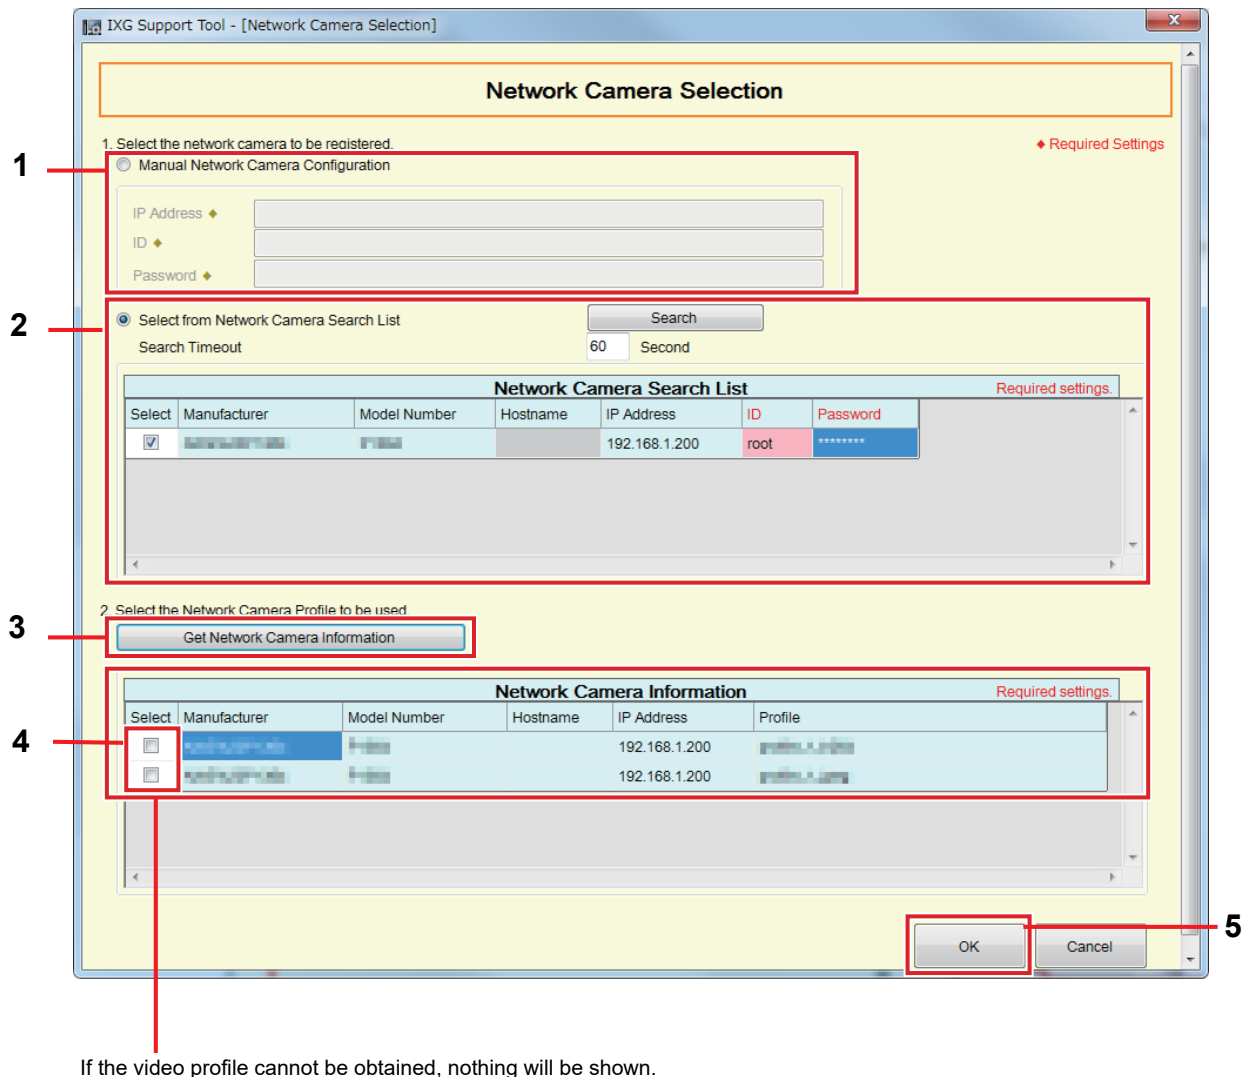 IXG Support Tool - [Network Camera Selection]
Network Camera Selection
1. Select the network camera to be registered.
◆ Required Settings
1
Manual Network Camera Configuration
IP Address ◆
ID ◆
Password ◆
2
Select from Network Camera Search List
Search
Search Timeout 60 Second
Network Camera Search List Required settings.
Select Manufacturer Model Number Hostname IP Address ID Password
192.168.1.200 root ********
2. Select the Network Camera Profile to be used.
3
Get Network Camera Information
Network Camera Information Required settings.
Select Manufacturer Model Number Hostname IP Address Profile
4
192.168.1.200
192.168.1.200
5
OK Cancel
If the video profile cannot be obtained, nothing will be shown.